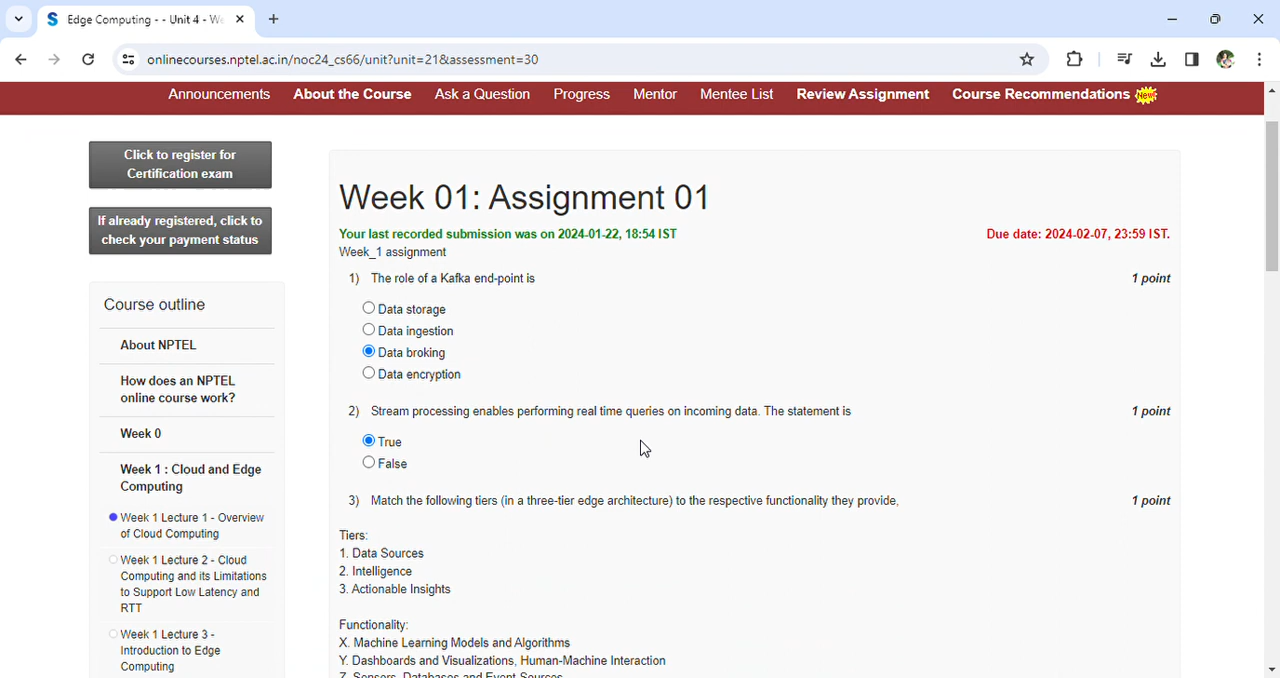 Edge Computing - - Unit 4 - We
onlinecourses.nptel.ac.in/noc24_cs66/unit?unit=21&assessment=30
Announcements About the Course Ask a Question Progress Mentor Mentee List Review Assignment Course Recommendations New!
Click to register for
Certification exam
If already registered, click to
check your payment status
Course outline
About NPTEL
How does an NPTEL
online course work?
Week 0
Week 1 : Cloud and Edge
Computing
Week 1 Lecture 1 - Overview
of Cloud Computing
Week 1 Lecture 2 - Cloud
Computing and its Limitations
to Support Low Latency and
RTT
Week 1 Lecture 3 -
Introduction to Edge
Computing
Week 01: Assignment 01
Your last recorded submission was on 2024-01-22, 18:54 IST Due date: 2024-02-07, 23:59 IST.
Week_1 assignment
1) The role of a Kafka end-point is 1 point
Data storage
Data ingestion
Data broking
Data encryption
2) Stream processing enables performing real time queries on incoming data. The statement is 1 point
True
False
3) Match the following tiers (in a three-tier edge architecture) to the respective functionality they provide, 1 point
Tiers:
1. Data Sources
2. Intelligence
3. Actionable Insights
Functionality:
X. Machine Learning Models and Algorithms
Y. Dashboards and Visualizations, Human-Machine Interaction
Z. Sensors, Databases and Event Sources